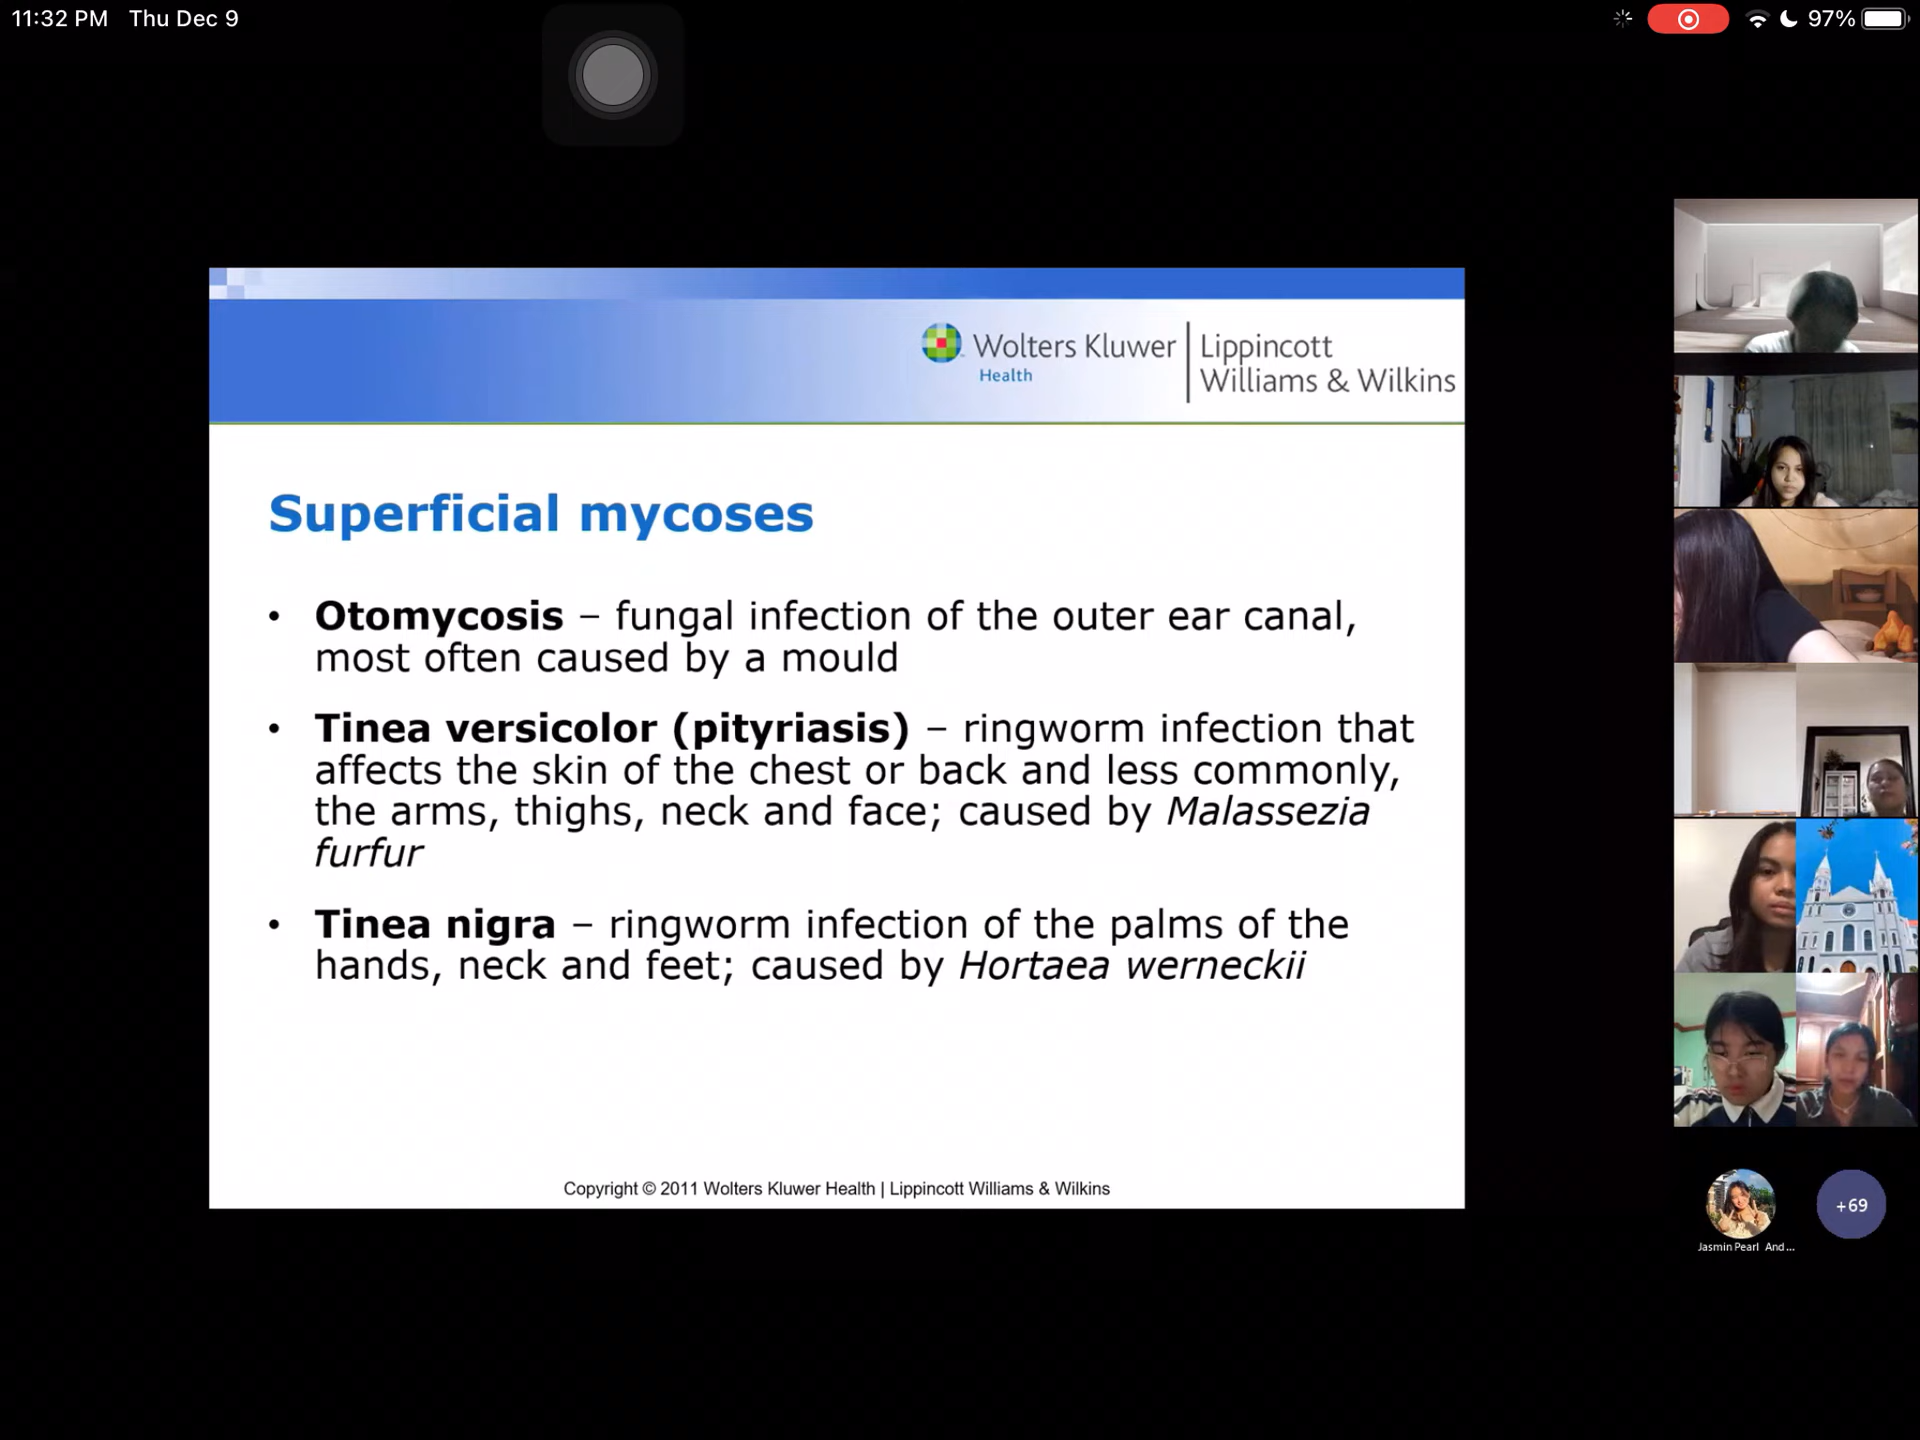 11:32 PM Thu Dec 9
97%
Wolters Kluwer
Health
Lippincott
Williams & Wilkins
Superficial mycoses
• Otomycosis – fungal infection of the outer ear canal,
most often caused by a mould
• Tinea versicolor (pityriasis) – ringworm infection that
affects the skin of the chest or back and less commonly,
the arms, thighs, neck and face; caused by Malassezia
furfur
• Tinea nigra – ringworm infection of the palms of the
hands, neck and feet; caused by Hortaea werneckii
Copyright © 2011 Wolters Kluwer Health | Lippincott Williams & Wilkins
+69
Jasmin Pearl And...